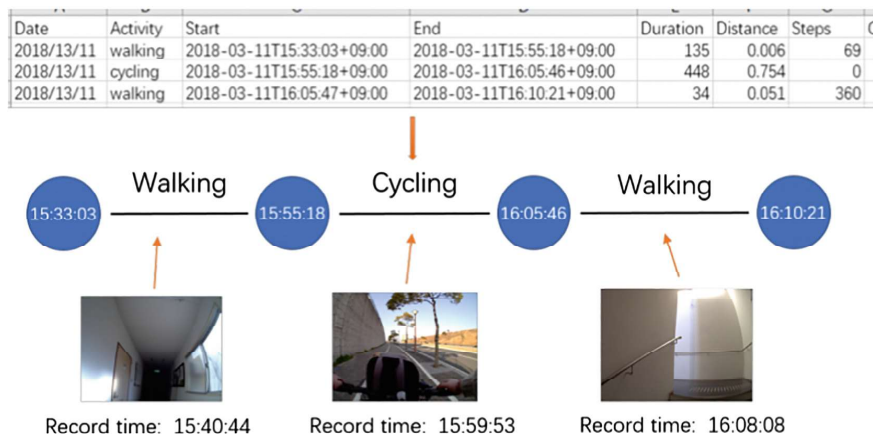 Date Activity Start End Duration Distance Steps
2018/13/11 walking 2018-03-11T15:33:03+09:00 2018-03-11T15:55:18+09:00 135 0.006 69
2018/13/11 cycling 2018-03-11T15:55:18+09:00 2018-03-11T16:05:46+09:00 448 0.754 0
2018/13/11 walking 2018-03-11T16:05:47+09:00 2018-03-11T16:10:21+09:00 34 0.051 360
Walking Cycling Walking
15:33:03 15:55:18 16:05:46 16:10:21
Record time: 15:40:44 Record time: 15:59:53 Record time: 16:08:08